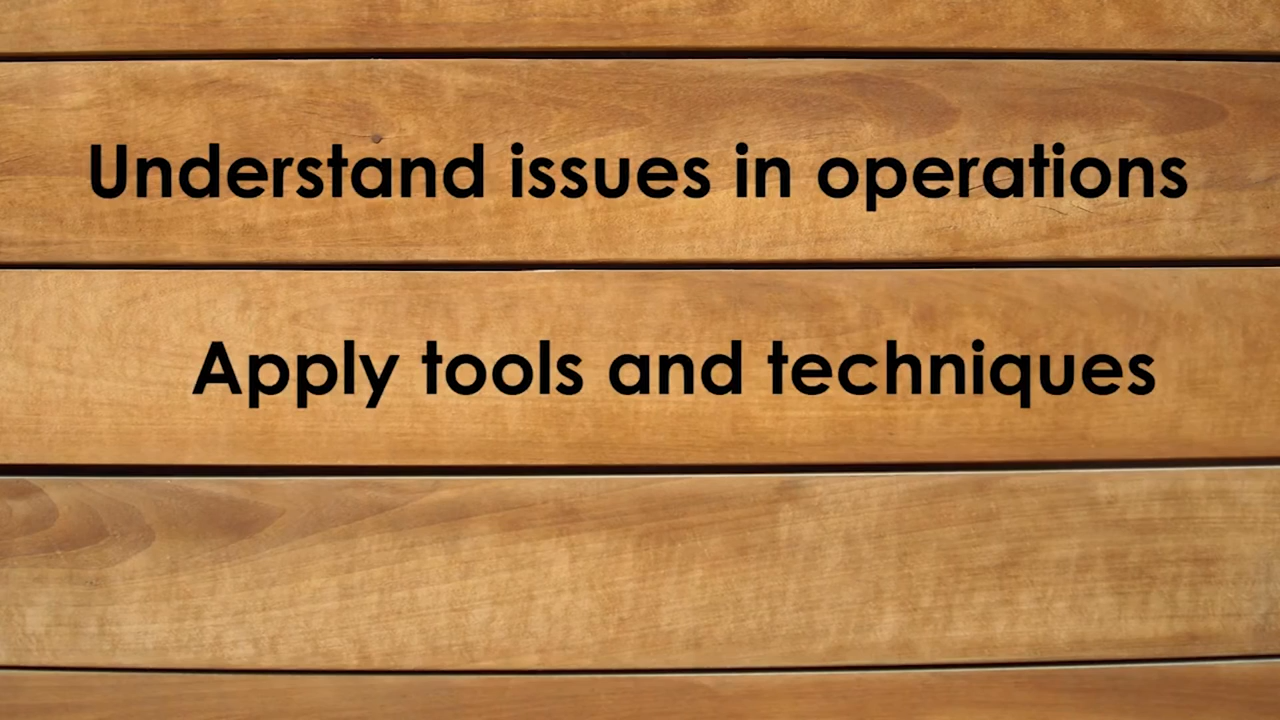 Understand issues in operations
Apply tools and techniques